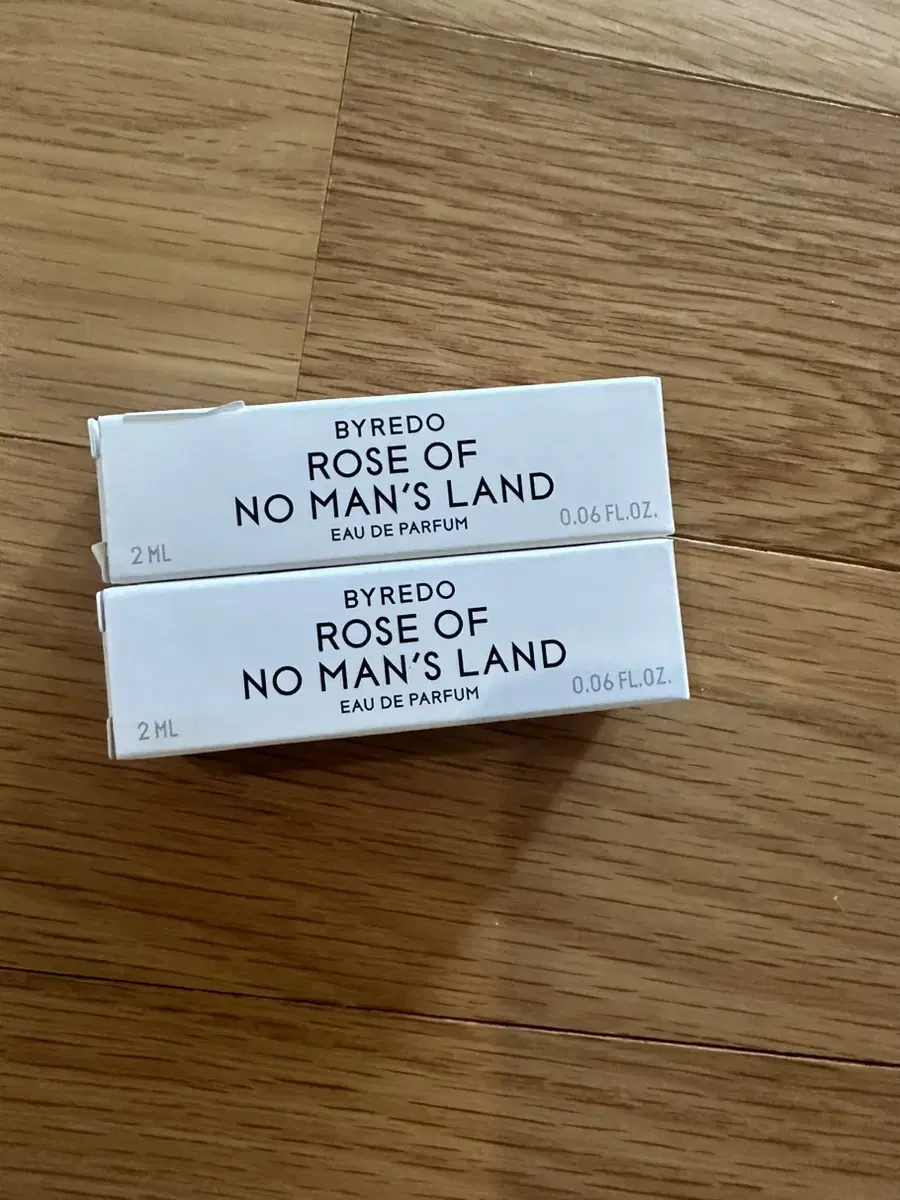 BYREDO
ROSE OF
NO MAN'S LAND
EAU DE PARFUM
2 ML
0.06 FL.OZ.
BYREDO
ROSE OF
NO MAN'S LAND
EAU DE PARFUM
2 ML
0.06 FL.OZ.